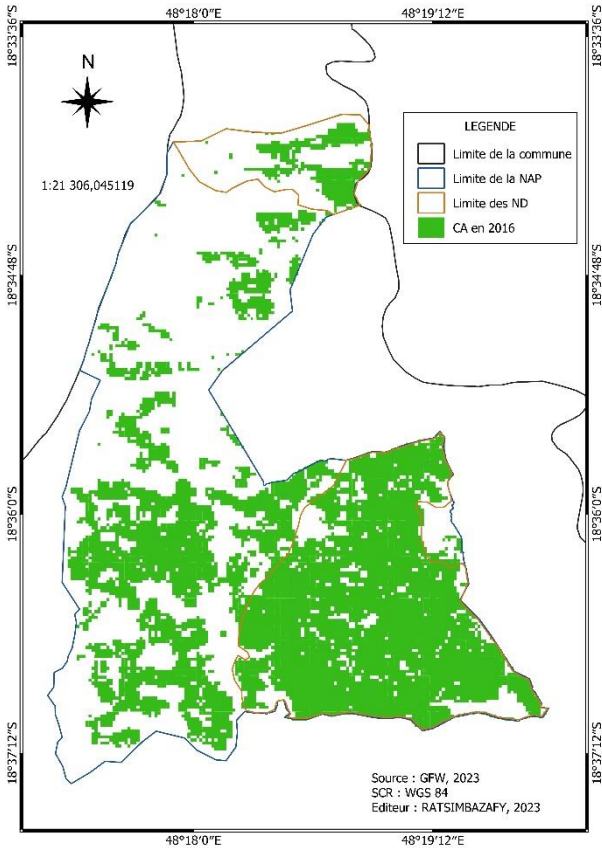 48°18'0"E 48°19'12"E
18°33'36"S 18°33'36"S
N
LEGENDE
Limite de la commune
Limite de la NAP
Limite des ND
CA en 2016
1:21 306,045119
18°34'48"S 18°34'48"S
18°36'0"S 18°36'0"S
18°37'12"S 18°37'12"S
Source : GFW, 2023
SCR : WGS 84
Editeur : RATSIMBAZAFY, 2023
48°18'0"E 48°19'12"E